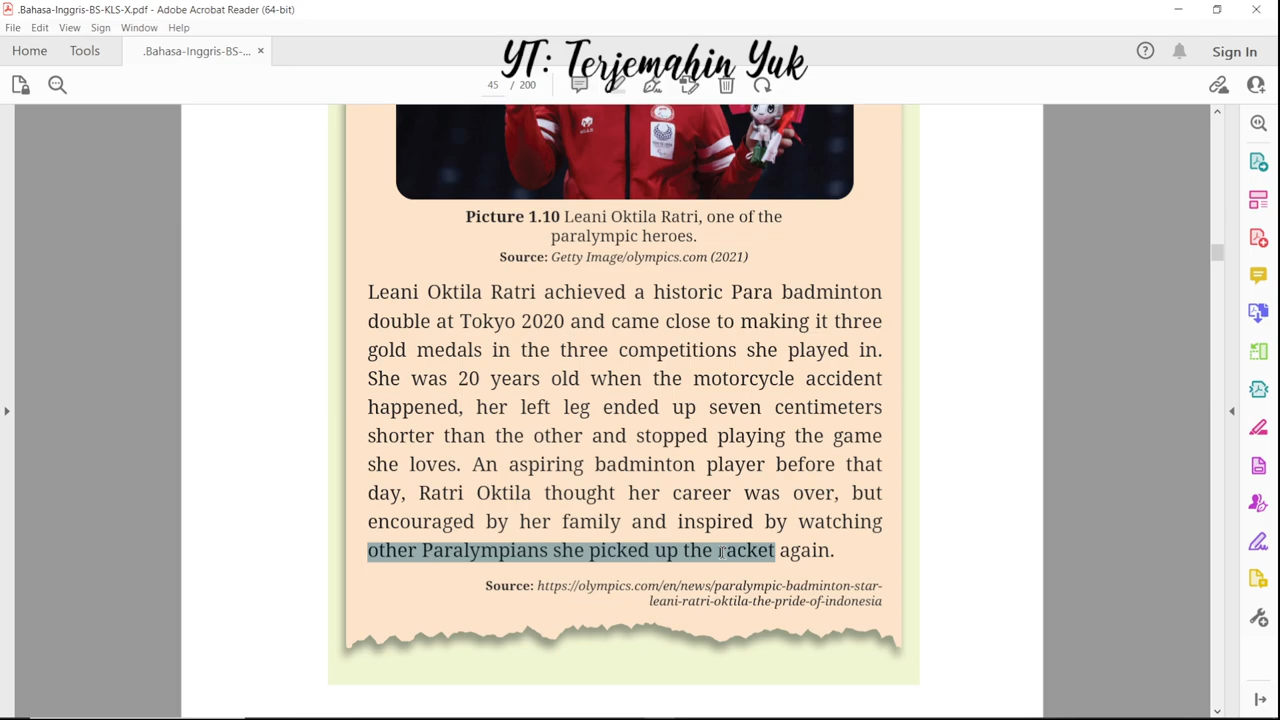 .Bahasa-Inggris-BS-KLS-X.pdf - Adobe Acrobat Reader (64-bit)
File Edit View Sign Window Help
Home Tools .Bahasa-Inggris-BS-... × Sign In
YT: Terjemahin Yuk
45 / 200
Picture 1.10 Leani Oktila Ratri, one of the
paralympic heroes.
Source: Getty Image/olympics.com (2021)
Leani Oktila Ratri achieved a historic Para badminton
double at Tokyo 2020 and came close to making it three
gold medals in the three competitions she played in.
She was 20 years old when the motorcycle accident
happened, her left leg ended up seven centimeters
shorter than the other and stopped playing the game
she loves. An aspiring badminton player before that
day, Ratri Oktila thought her career was over, but
encouraged by her family and inspired by watching
other Paralympians she picked up the racket again.
Source: https://olympics.com/en/news/paralympic-badminton-star-
leani-ratri-oktila-the-pride-of-indonesia